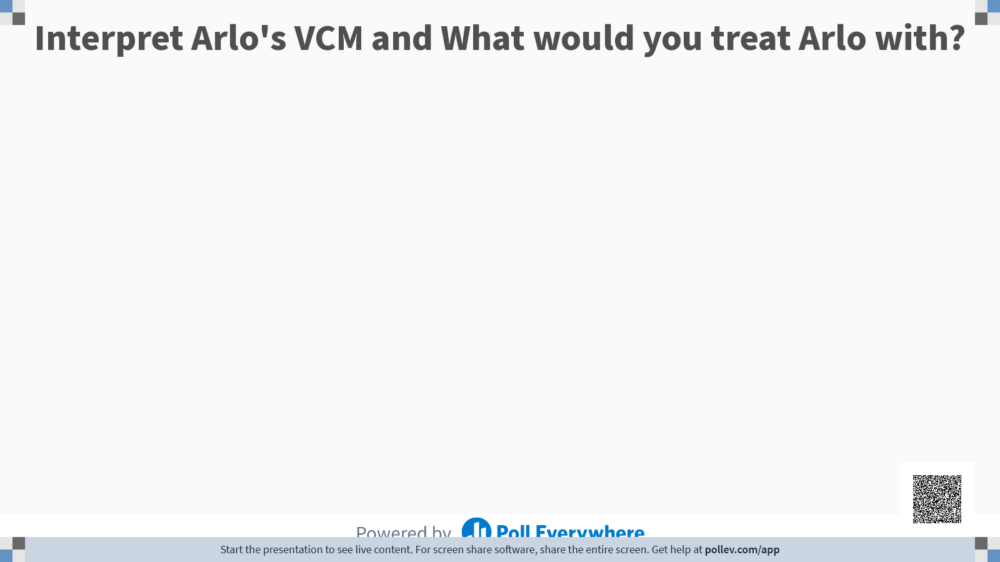 Interpret Arlo's VCM and What would you treat Arlo with?
Powered by Poll Everywhere
Start the presentation to see live content. For screen share software, share the entire screen. Get help at pollev.com/app